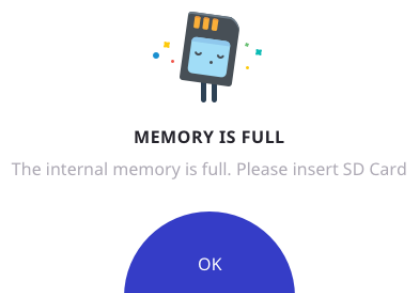 MEMORY IS FULL
The internal memory is full. Please insert SD Card
OK